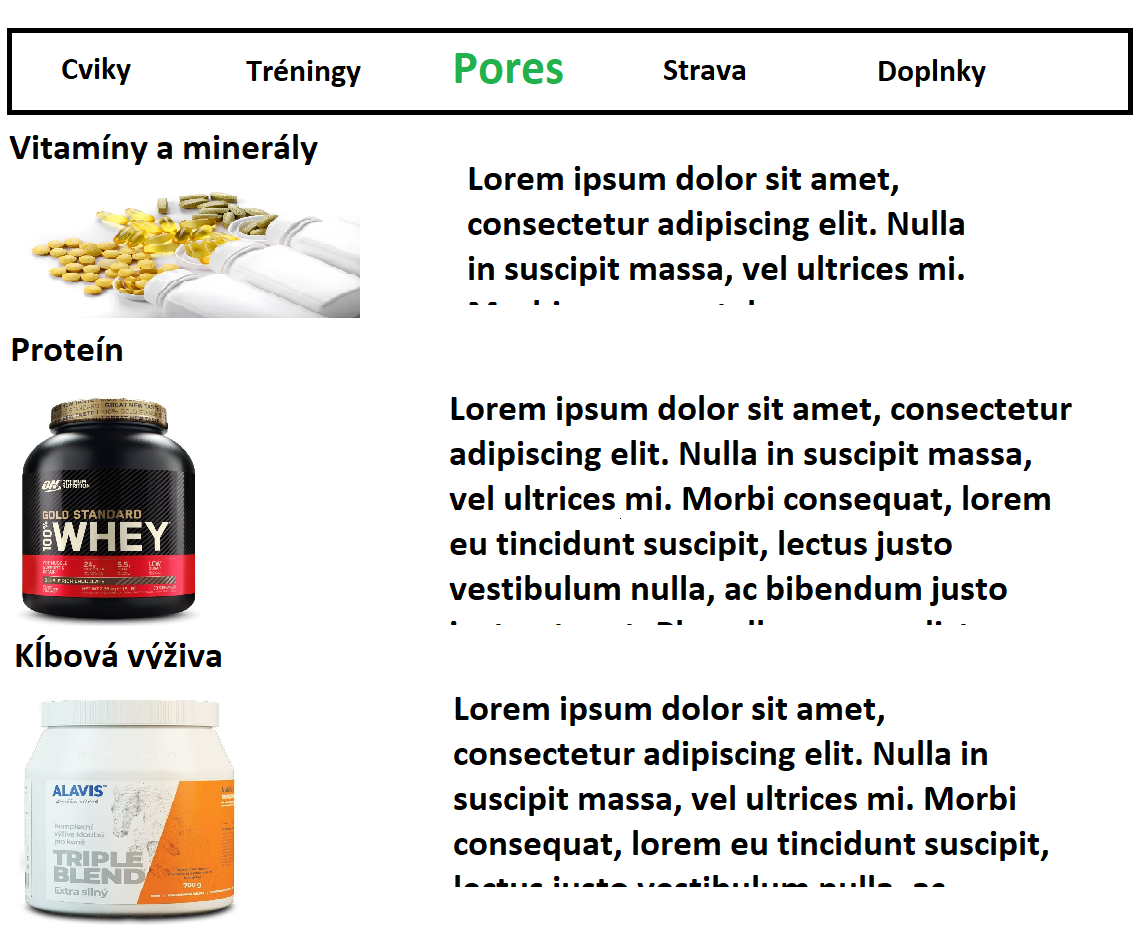 Cviky Tréningy Pores Strava Doplnky
Vitamíny a minerály
Lorem ipsum dolor sit amet,
consectetur adipiscing elit. Nulla
in suscipit massa, vel ultrices mi.
Proteín
Lorem ipsum dolor sit amet, consectetur
adipiscing elit. Nulla in suscipit massa,
vel ultrices mi. Morbi consequat, lorem
eu tincidunt suscipit, lectus justo
vestibulum nulla, ac bibendum justo
ON OPTIMUM
NUTRITION
GOLD STANDARD
100% WHEY
Kĺbová výživa
Lorem ipsum dolor sit amet,
consectetur adipiscing elit. Nulla in
suscipit massa, vel ultrices mi. Morbi
consequat, lorem eu tincidunt suscipit,
lectus justo vestibulum nulla, ac
ALAVIS™
Komplexní
výživa kloubů
pro koně
TRIPLE
BLEND
Extra silný
700 g